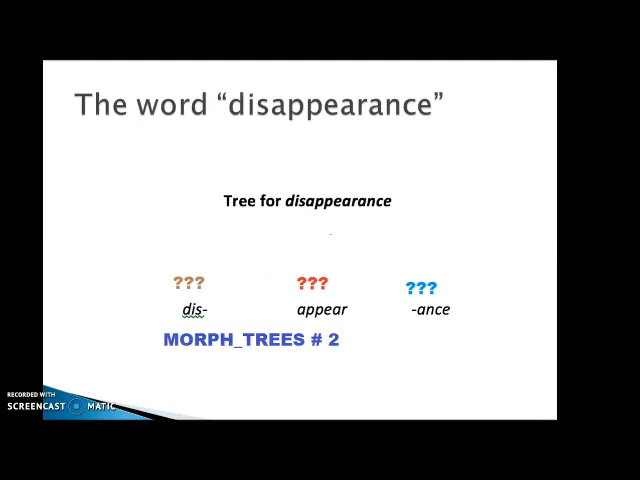 The word “disappearance”
Tree for disappearance
??? ??? ???
dis- appear -ance
MORPH_TREES # 2
RECORDED WITH
SCREENCAST MATIC